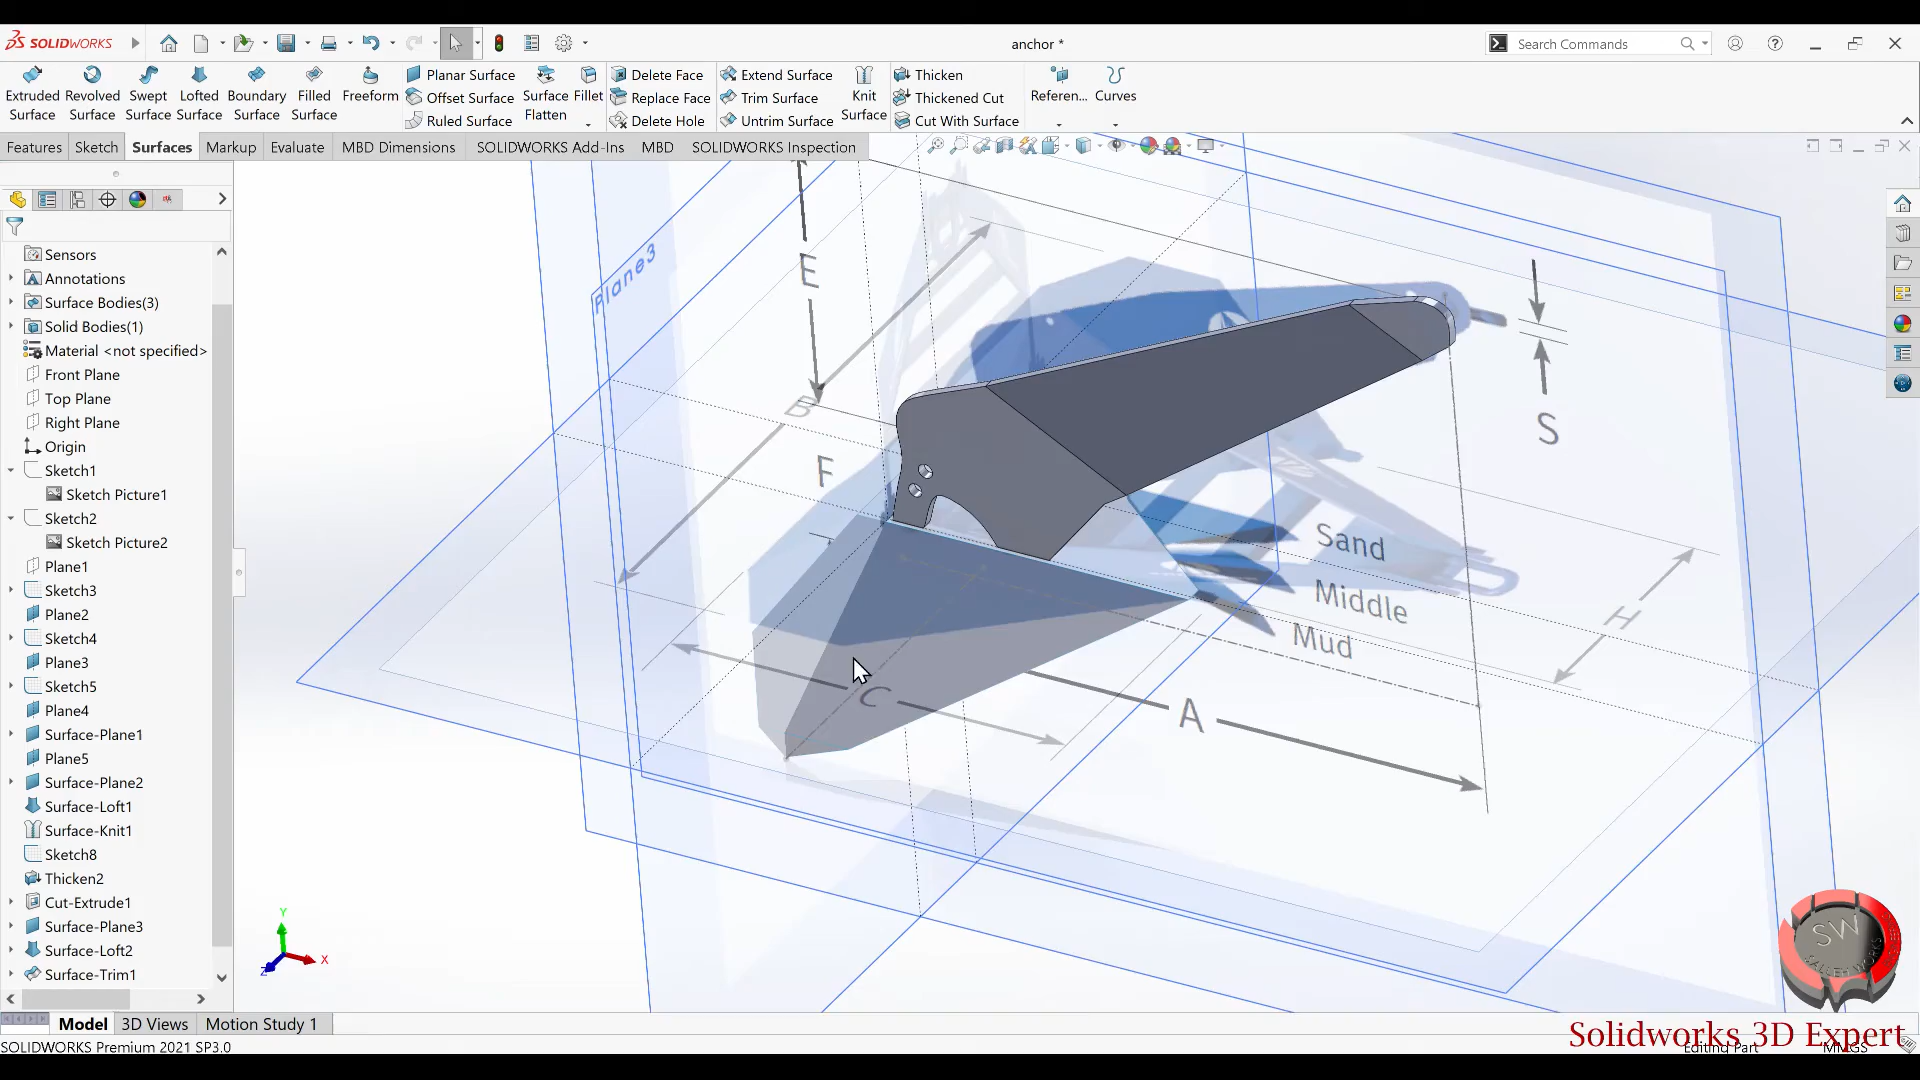 SOLIDWORKS
anchor *
Search Commands
Extruded Surface
Revolved Surface
Swept Surface
Lofted Surface
Boundary Surface
Filled Surface
Freeform
Planar Surface
Offset Surface
Ruled Surface
Surface Flatten
Fillet
Delete Face
Replace Face
Delete Hole
Extend Surface
Trim Surface
Untrim Surface
Knit Surface
Thicken
Thickened Cut
Cut With Surface
Referen...
Curves
Features
Sketch
Surfaces
Markup
Evaluate
MBD Dimensions
SOLIDWORKS Add-Ins
MBD
SOLIDWORKS Inspection
Sensors
Annotations
Surface Bodies(3)
Solid Bodies(1)
Material <not specified>
Front Plane
Top Plane
Right Plane
Origin
Sketch1
Sketch Picture1
Sketch2
Sketch Picture2
Plane1
Sketch3
Plane2
Sketch4
Plane3
Sketch5
Plane4
Surface-Plane1
Plane5
Surface-Plane2
Surface-Loft1
Surface-Knit1
Sketch8
Thicken2
Cut-Extrude1
Surface-Plane3
Surface-Loft2
Surface-Trim1
Plane3
E
B
F
S
Sand
Middle
Mud
H
C
A
Y
X
Z
SW
Model
3D Views
Motion Study 1
Solidworks 3D Expert
SOLIDWORKS Premium 2021 SP3.0
Editing Part
MMGS